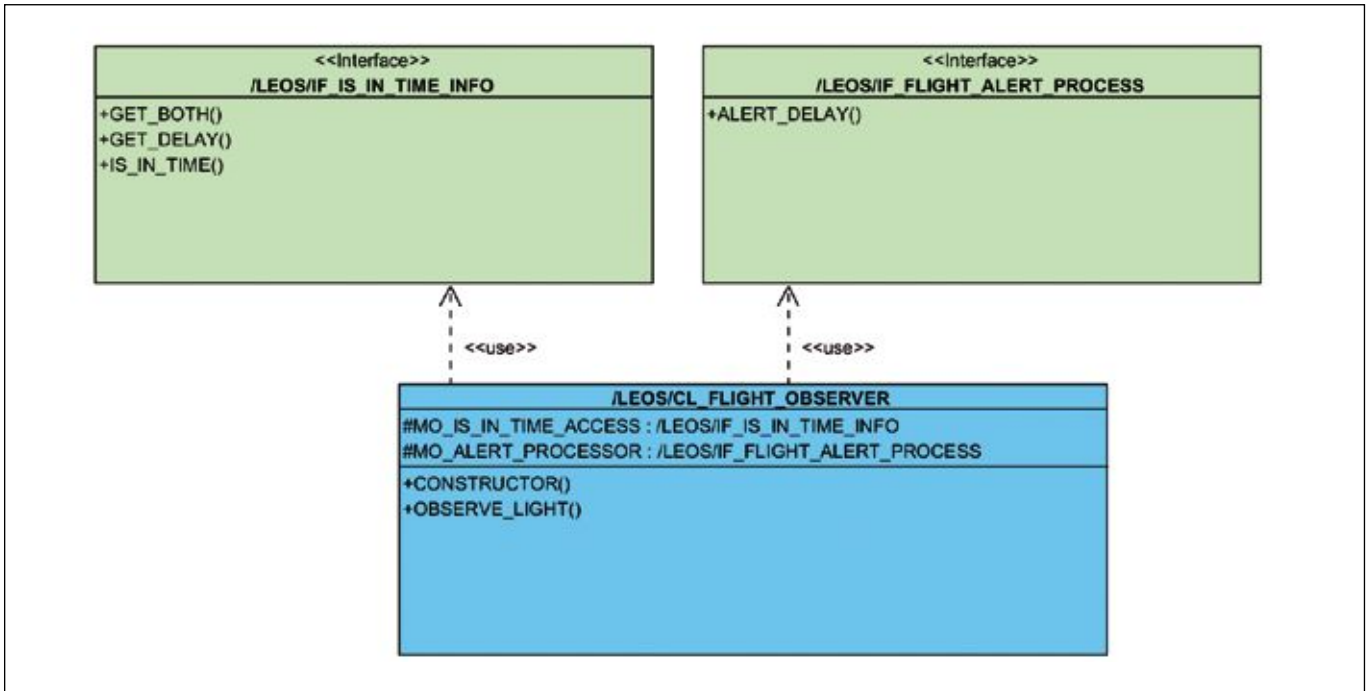 <<Interface>>
/LEOS/IF_IS_IN_TIME_INFO
+GET_BOTH()
+GET_DELAY()
+IS_IN_TIME()
<<Interface>>
/LEOS/IF_FLIGHT_ALERT_PROCESS
+ALERT_DELAY()
<<use>>
<<use>>
/LEOS/CL_FLIGHT_OBSERVER
#MO_IS_IN_TIME_ACCESS : /LEOS/IF_IS_IN_TIME_INFO
#MO_ALERT_PROCESSOR : /LEOS/IF_FLIGHT_ALERT_PROCESS
+CONSTRUCTOR()
+OBSERVE_LIGHT()